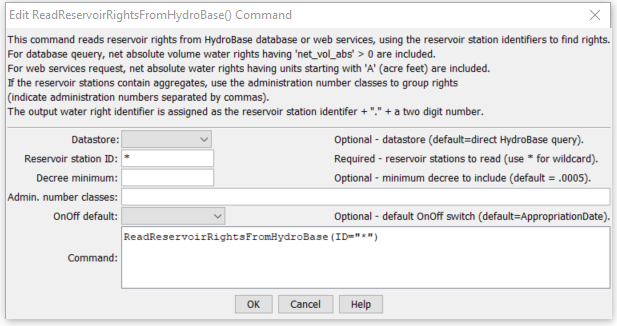 Edit ReadReservoirRightsFromHydroBase() Command
This command reads reservoir rights from HydroBase database or web services, using the reservoir station identifiers to find rights.
For database qeuery, net absolute volume water rights having 'net_vol_abs' > 0 are included.
For web services request, net absolute water rights having units starting with 'A' (acre feet) are included.
If the reservoir stations contain aggregates, use the administration number classes to group rights
(indicate administration numbers separated by commas).
The output water right identifier is assigned as the reservoir station identifer + "." + a two digit number.
Datastore: Optional - datastore (default=direct HydroBase query).
Reservoir station ID: * Required - reservoir stations to read (use * for wildcard).
Decree minimum: Optional - minimum decree to include (default = .0005).
Admin. number classes:
OnOff default: Optional - default OnOff switch (default=AppropriationDate).
Command: ReadReservoirRightsFromHydroBase(ID="*")
OK Cancel Help